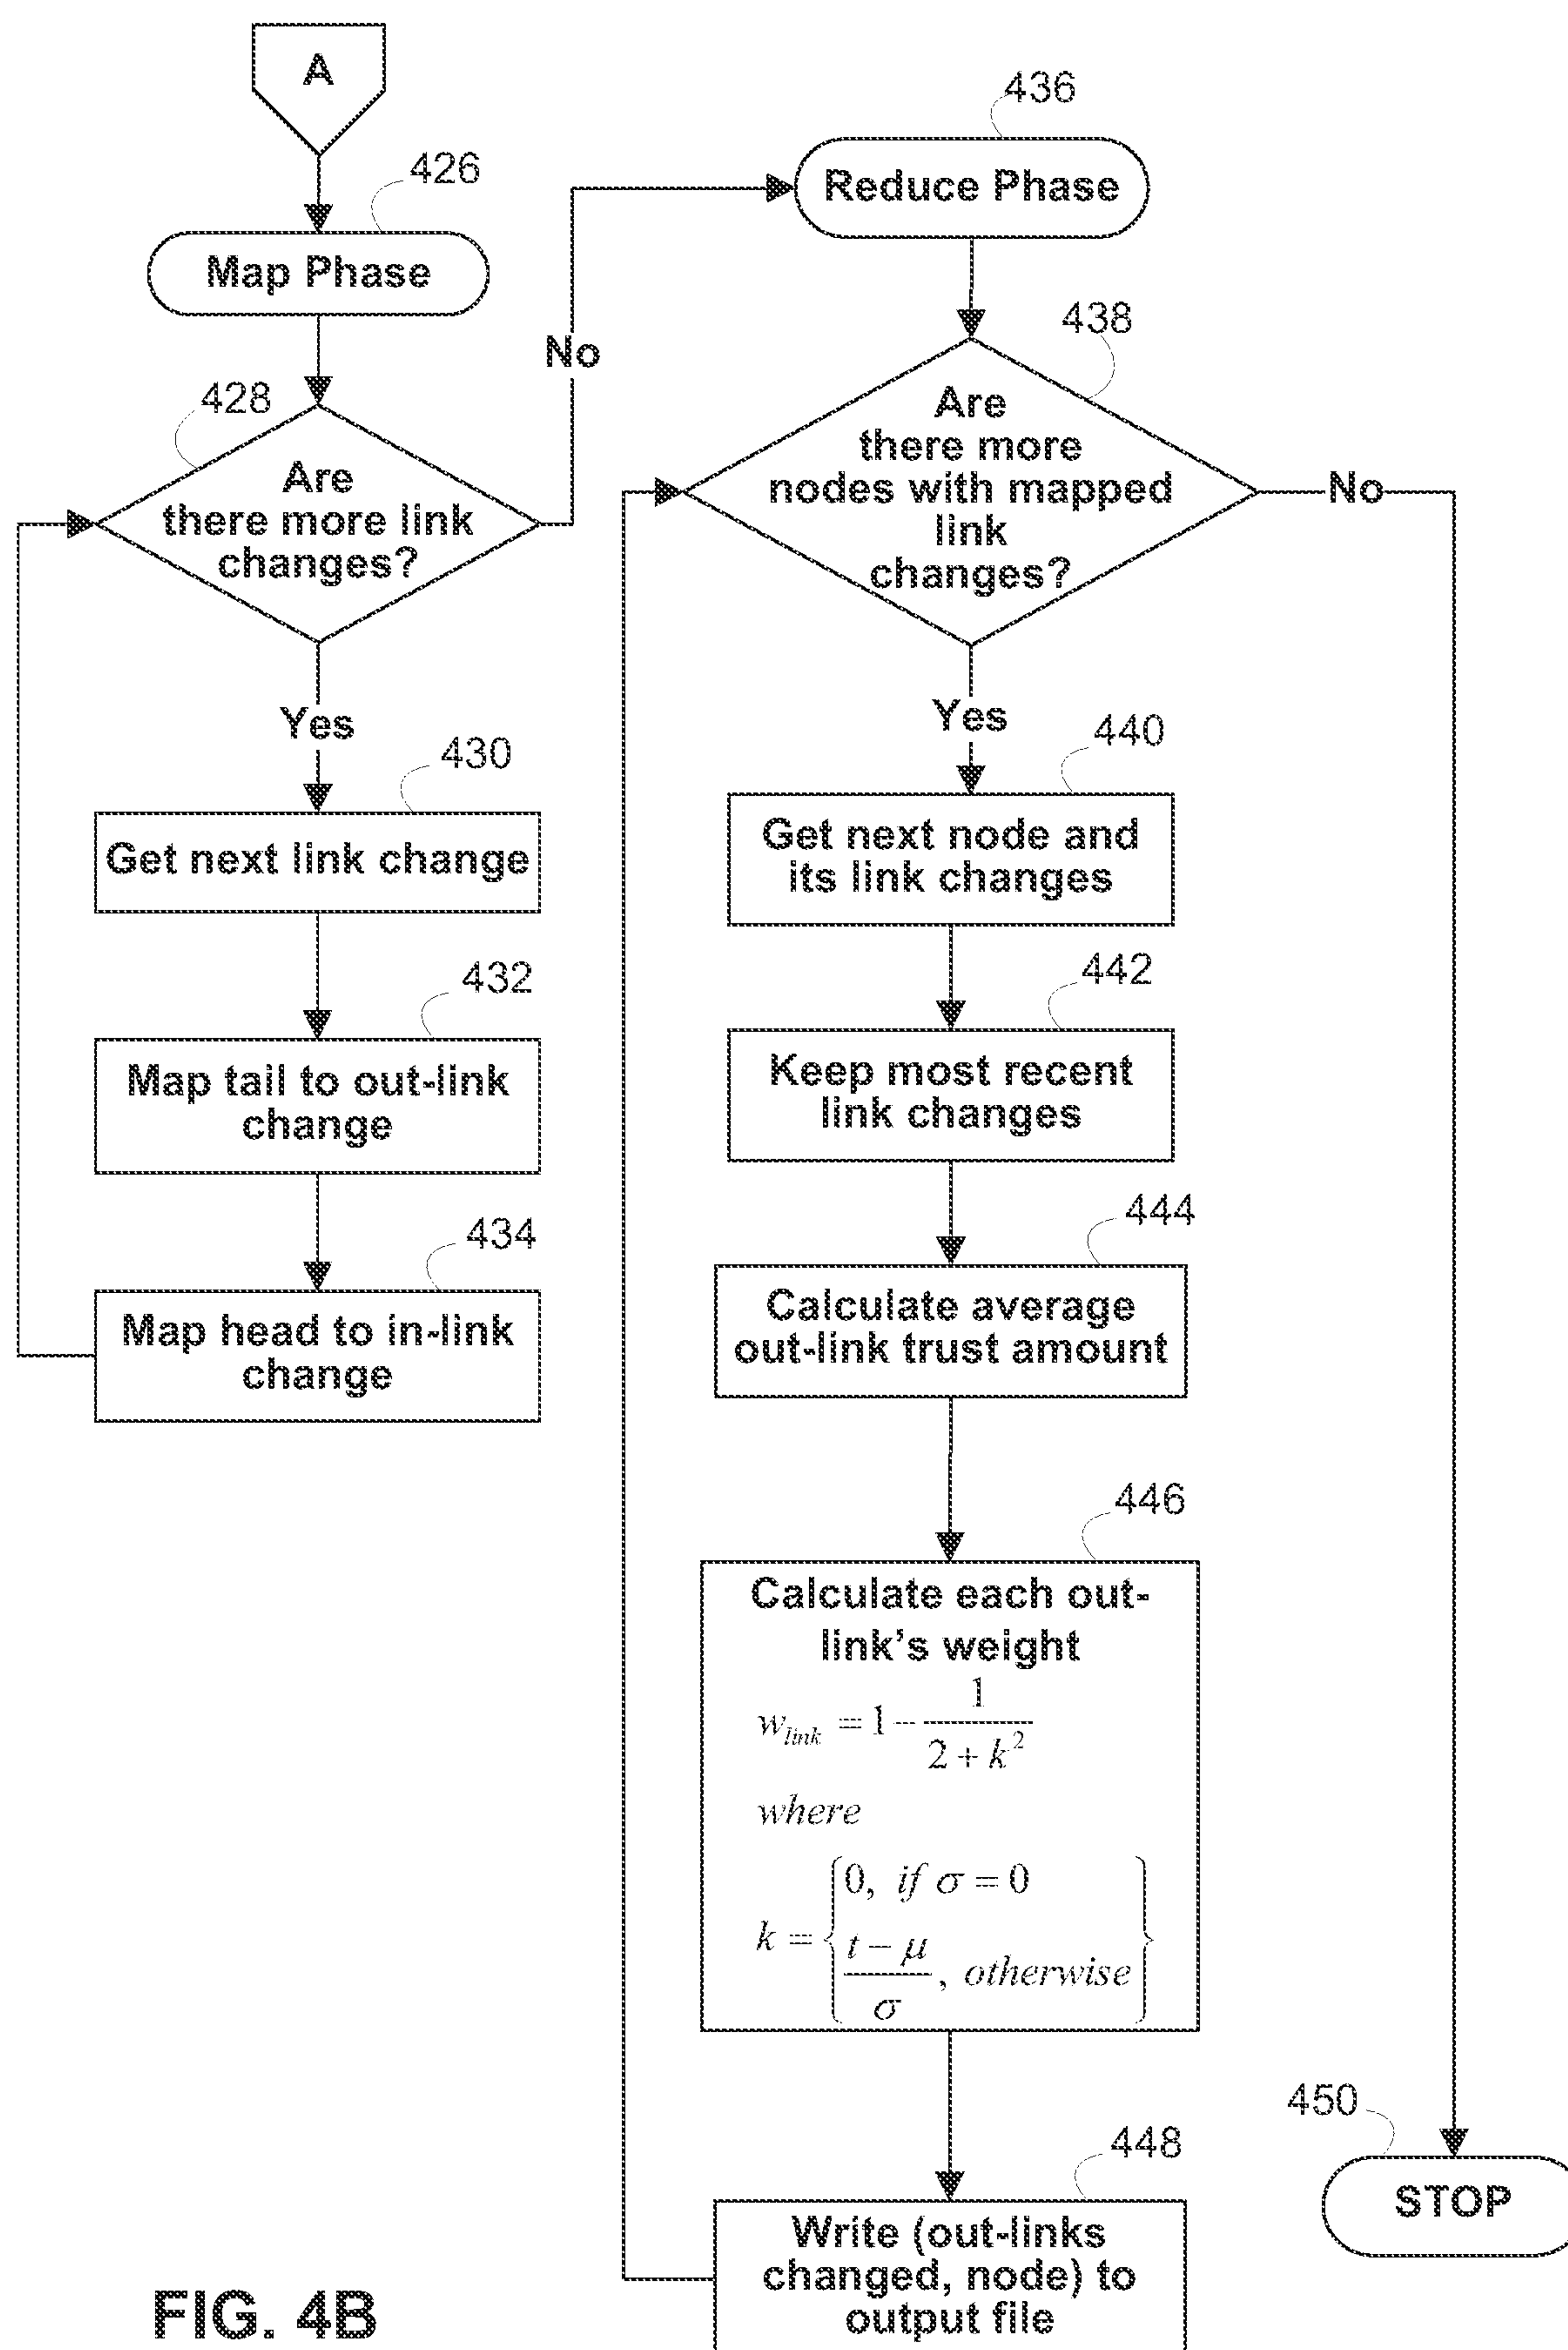 A
426
Map Phase
428
Are
there more link
changes?
No
Yes
430
Get next link change
432
Map tail to out-link
change
434
Map head to in-link
change
436
Reduce Phase
438
Are
there more
nodes with mapped
link
changes?
No
Yes
440
Get next node and
its link changes
442
Keep most recent
link changes
444
Calculate average
out-link trust amount
446
Calculate each out-
link's weight
w_link = 1 - 1 / (2 + k²)
where
k = { 0, if σ = 0
(t - μ) / σ, otherwise }
448
Write (out-links
changed, node) to
output file
450
STOP
FIG. 4B